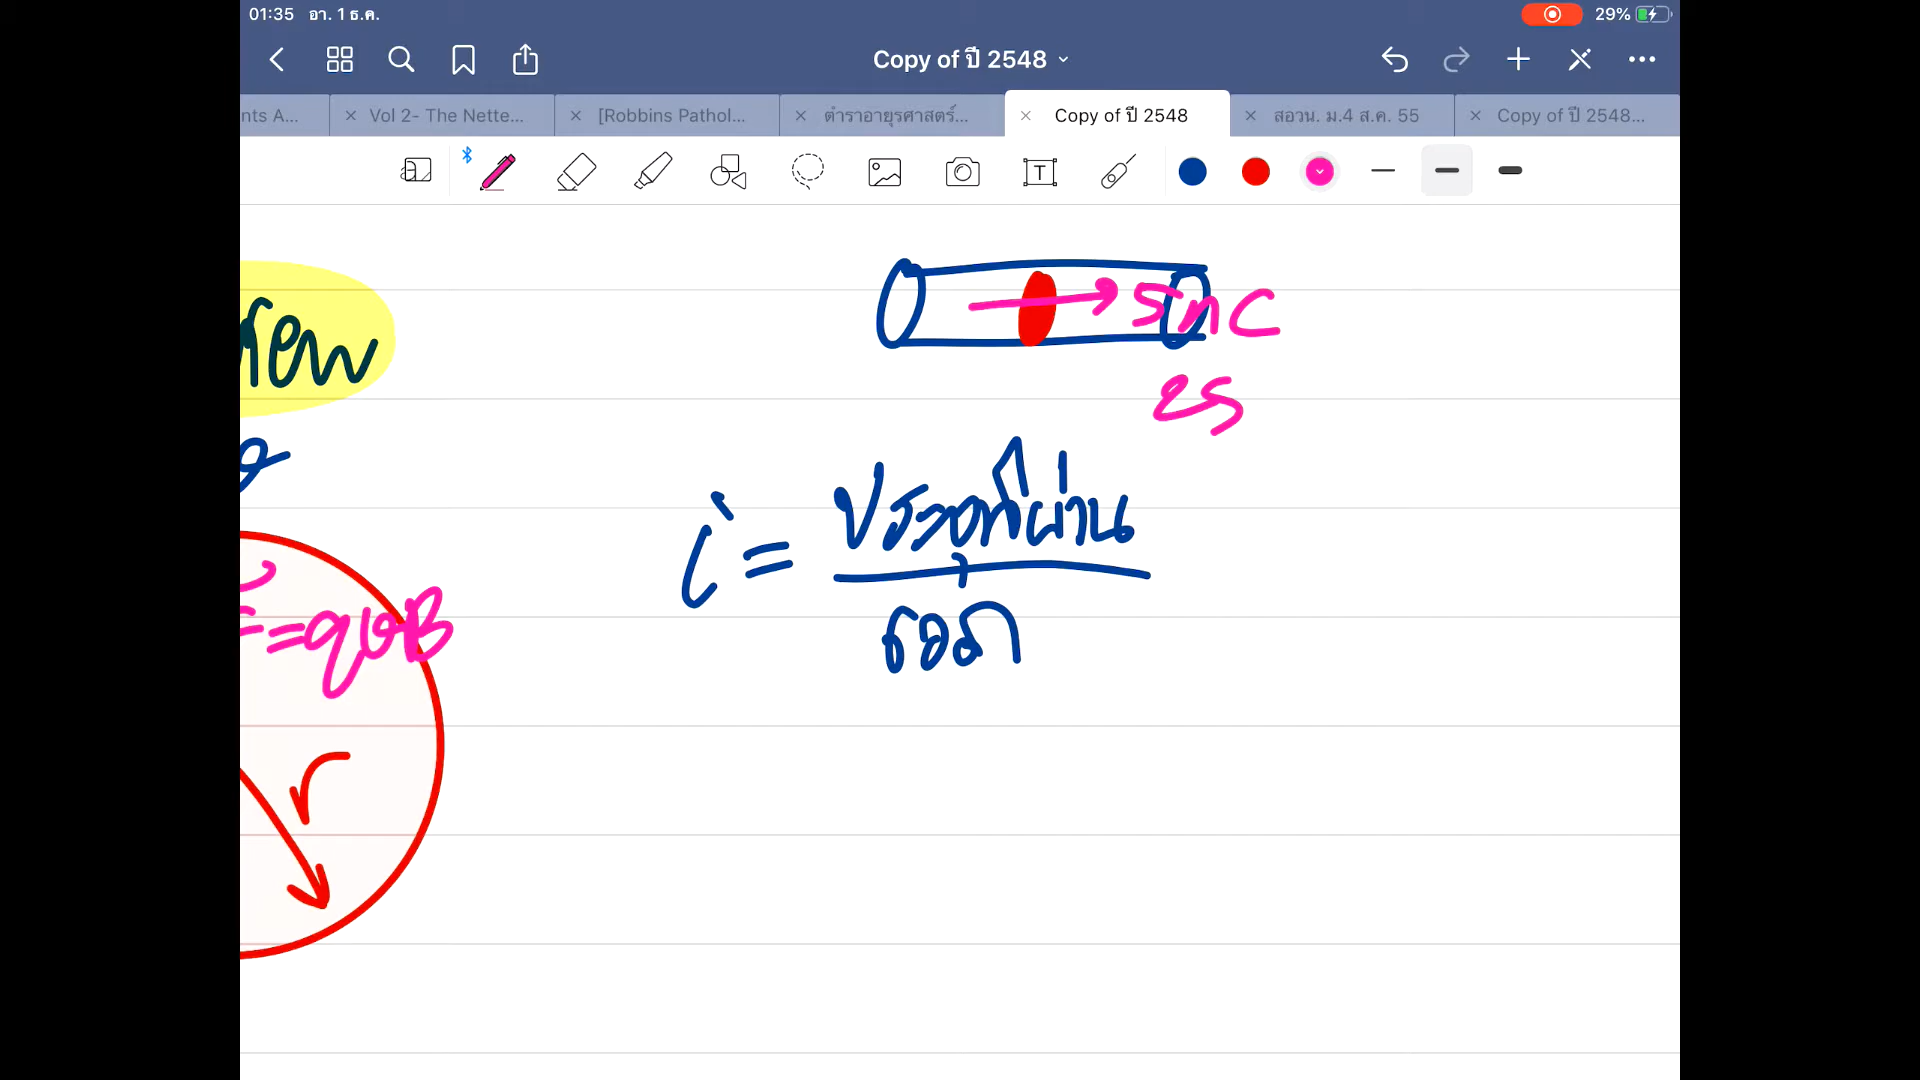 01:35 อา. 1 ธ.ค. 29%
Copy of ปี 2548
nts A... Vol 2- The Nette... [Robbins Pathol... ตำราอายุรศาสตร์... Copy of ปี 2548 สอวน. ม.4 ส.ค. 55 Copy of ปี 2548...
T
5nC
2s
i = ประจุที่ผ่าน
เวลา
= qvB
r